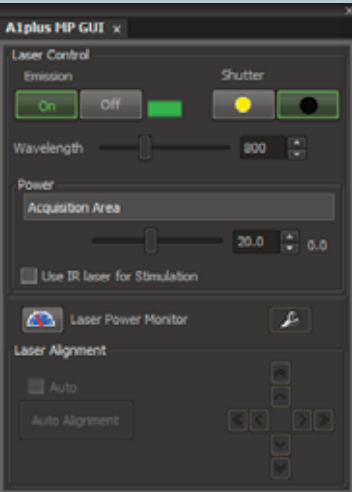 A1plus MP GUI x
Laser Control
Emission Shutter
On Off
Wavelength 800
Power
Acquisition Area
20.0 0.0
Use IR laser for Stimulation
Laser Power Monitor
Laser Alignment
Auto
Auto Alignment